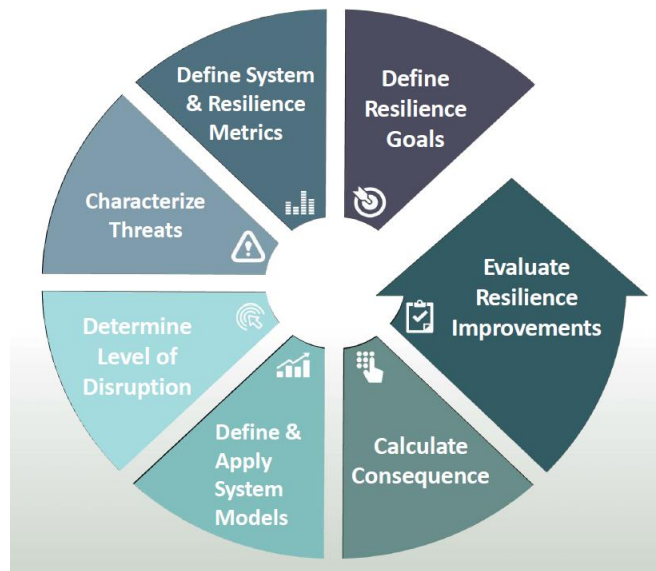 Define Resilience
Goals
Define System
& Resilience
Metrics
Characterize
Threats
Determine
Level of
Disruption
Define &
Apply
System
Models
Calculate
Consequence
Evaluate
Resilience
Improvements